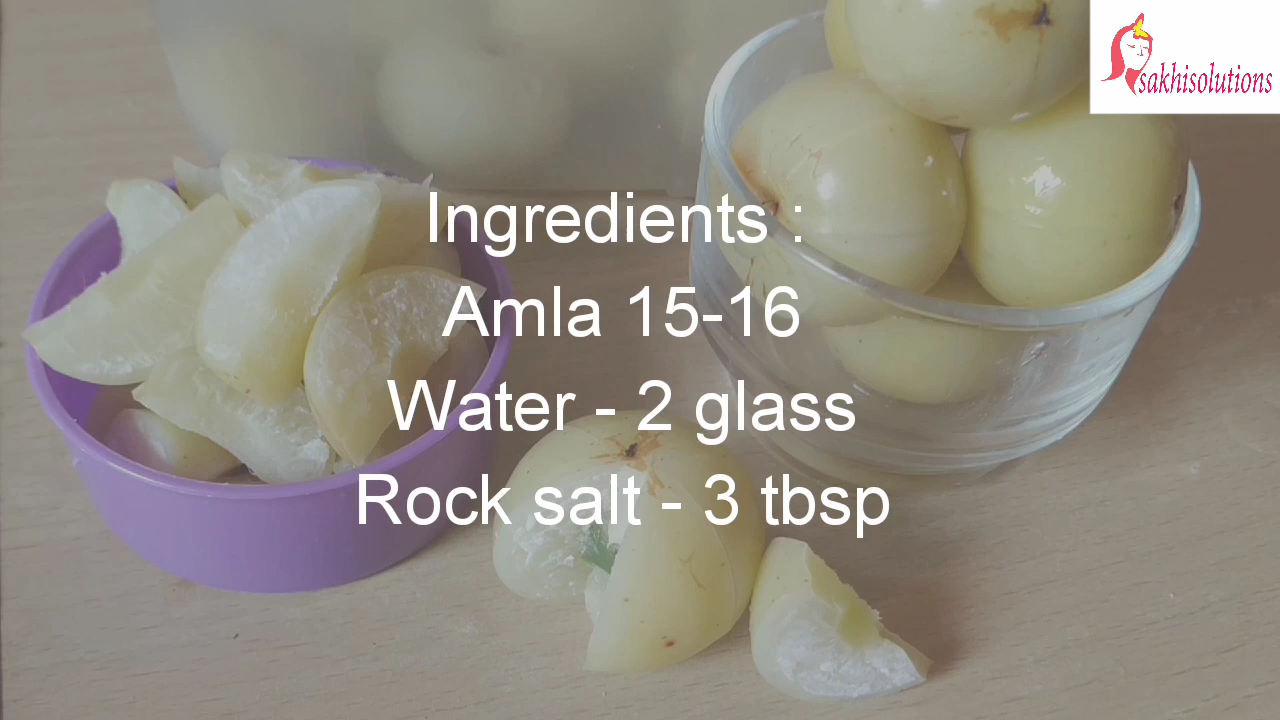 sakhisolutions
Ingredients :
Amla 15-16
Water - 2 glass
Rock salt - 3 tbsp